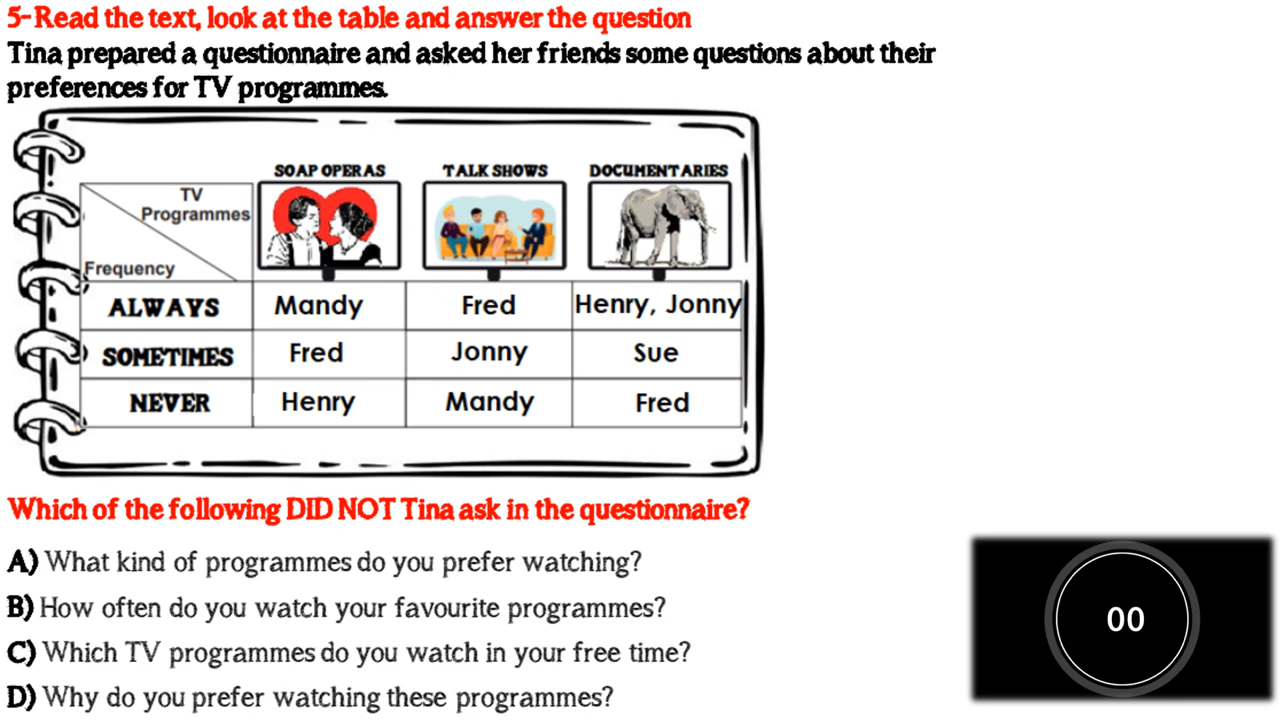 5-Read the text, look at the table and answer the question
Tina prepared a questionnaire and asked her friends some questions about their
preferences for TV programmes.
SOAP OPERAS TALK SHOWS DOCUMENTARIES
TV
Programmes
Frequency
ALWAYS Mandy Fred Henry, Jonny
SOMETIMES Fred Jonny Sue
NEVER Henry Mandy Fred
Which of the following DID NOT Tina ask in the questionnaire?
A) What kind of programmes do you prefer watching?
B) How often do you watch your favourite programmes?
C) Which TV programmes do you watch in your free time?
D) Why do you prefer watching these programmes?
00